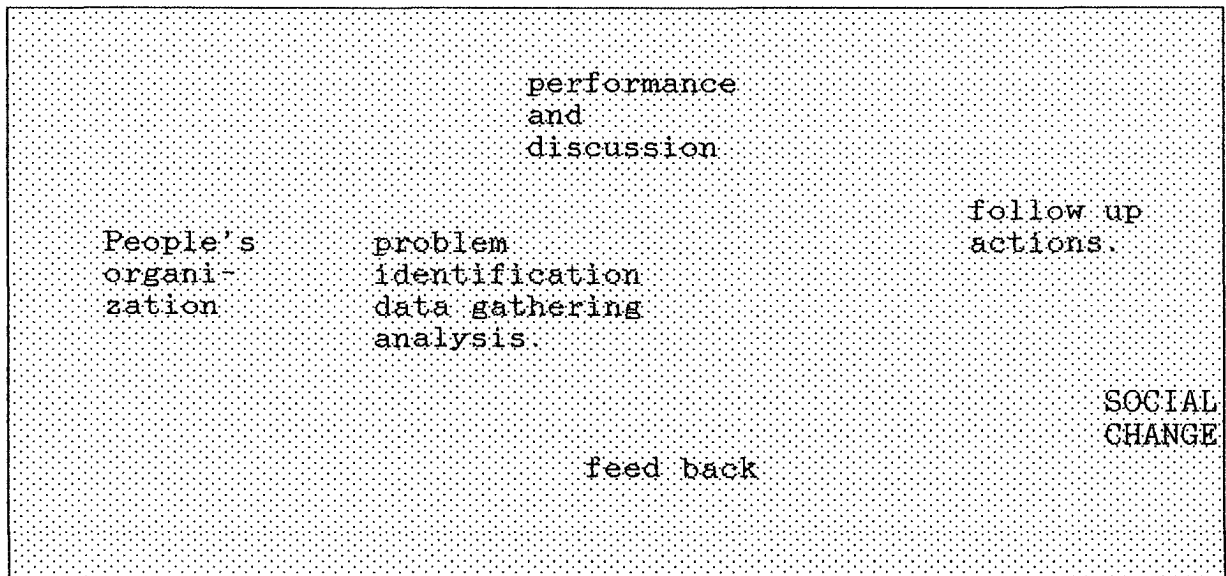 performance
and
discussion
People's
organi-
zation
problem
identification
data gathering
analysis.
follow up
actions.
SOCIAL
CHANGE
feed back